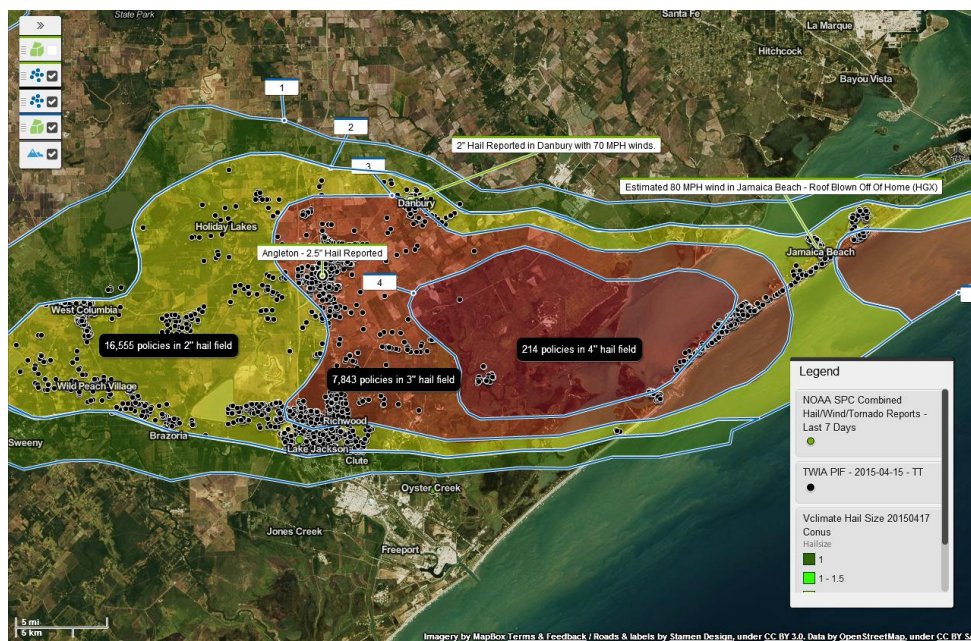 State Park
Santa Fe
La Marque
Hitchcock
Bayou Vista
1
2
2" Hail Reported in Danbury with 70 MPH winds.
3
Estimated 80 MPH wind in Jamaica Beach - Roof Blown Off Of Home (HGX)
Danbury
Holiday Lakes
Angleton - 2.5" Hail Reported
Jamaica Beach
4
West Columbia
16,555 policies in 2" hail field
214 policies in 4" hail field
7,843 policies in 3" hail field
Wild Peach Village
Richwood
Brazoria
Sweeny
Lake Jackson
Clute
Oyster Creek
Jones Creek
Freeport
Legend
NOAA SPC Combined
Hail/Wind/Tornado Reports -
Last 7 Days
TWIA PIF - 2015-04-15 - TT
Vclimate Hail Size 20150417
Conus
Hailsize
1
1 - 1.5
5 mi
5 km
Imagery by MapBox Terms & Feedback / Roads & labels by Stamen Design, under CC BY 3.0. Data by OpenStreetMap, under CC BY